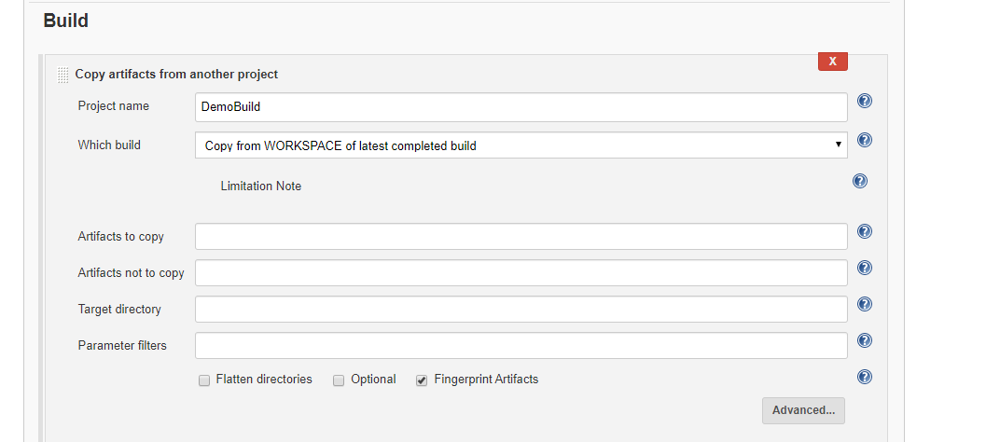 Build
Copy artifacts from another project
X
Project name
DemoBuild
?
Which build
Copy from WORKSPACE of latest completed build
?
Limitation Note
?
Artifacts to copy
?
Artifacts not to copy
?
Target directory
?
Parameter filters
?
Flatten directories Optional Fingerprint Artifacts
?
Advanced...